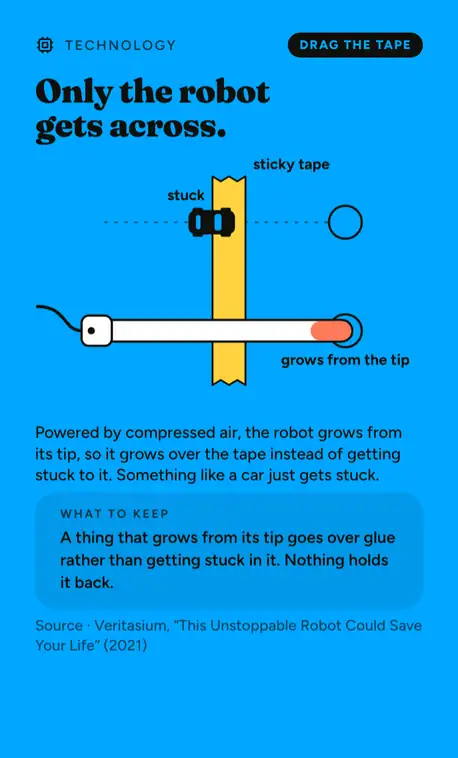 TECHNOLOGY
DRAG THE TAPE
Only the robot
gets across.
sticky tape
stuck
grows from the tip
Powered by compressed air, the robot grows from
its tip, so it grows over the tape instead of getting
stuck to it. Something like a car just gets stuck.
WHAT TO KEEP
A thing that grows from its tip goes over glue
rather than getting stuck in it. Nothing holds
it back.
Source · Veritasium, “This Unstoppable Robot Could Save
Your Life” (2021)